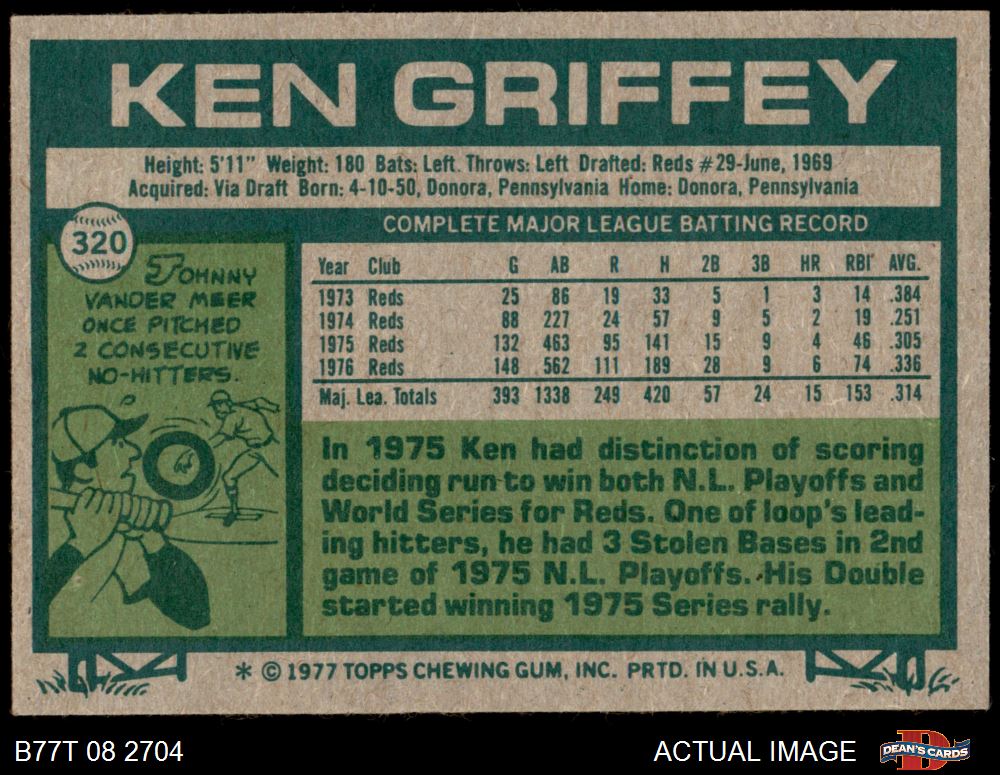 KEN GRIFFEY
Height: 5'11" Weight: 180 Bats: Left. Throws: Left Drafted: Reds #29-June, 1969
Acquired: Via Draft Born: 4-10-50, Donora, Pennsylvania Home: Donora, Pennsylvania
320
JOHNNY
VANDER MEER
ONCE PITCHED
2 CONSECUTIVE
NO-HITTERS.
COMPLETE MAJOR LEAGUE BATTING RECORD
Year Club G AB R H 2B 3B HR RBI AVG.
1973 Reds 25 86 19 33 5 1 3 14 .384
1974 Reds 88 227 24 57 9 5 2 19 .251
1975 Reds 132 463 95 141 15 9 4 46 .305
1976 Reds 148 562 111 189 28 9 6 74 .336
Maj. Lea. Totals 393 1338 249 420 57 24 15 153 .314
In 1975 Ken had distinction of scoring
deciding run to win both N.L. Playoffs and
World Series for Reds. One of loop's lead-
ing hitters, he had 3 Stolen Bases in 2nd
game of 1975 N.L. Playoffs. His Double
started winning 1975 Series rally.
* © 1977 TOPPS CHEWING GUM, INC. PRTD. IN U.S.A.
B77T 08 2704
ACTUAL IMAGE
D
DEAN'S CARDS